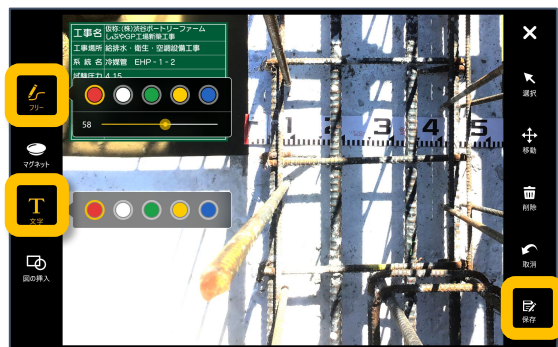 工事名 仮称:(株)渋谷ポートリーファーム
しぶやGP工場新築工事
工事場所 給排水・衛生・空調設備工事
系統名 冷媒管 EHP-1-2
試験圧力 4.15
58
フリー
マグネット
T
文字
図の挿入
1 2 3 4 5
選択
移動
削除
取消
保存